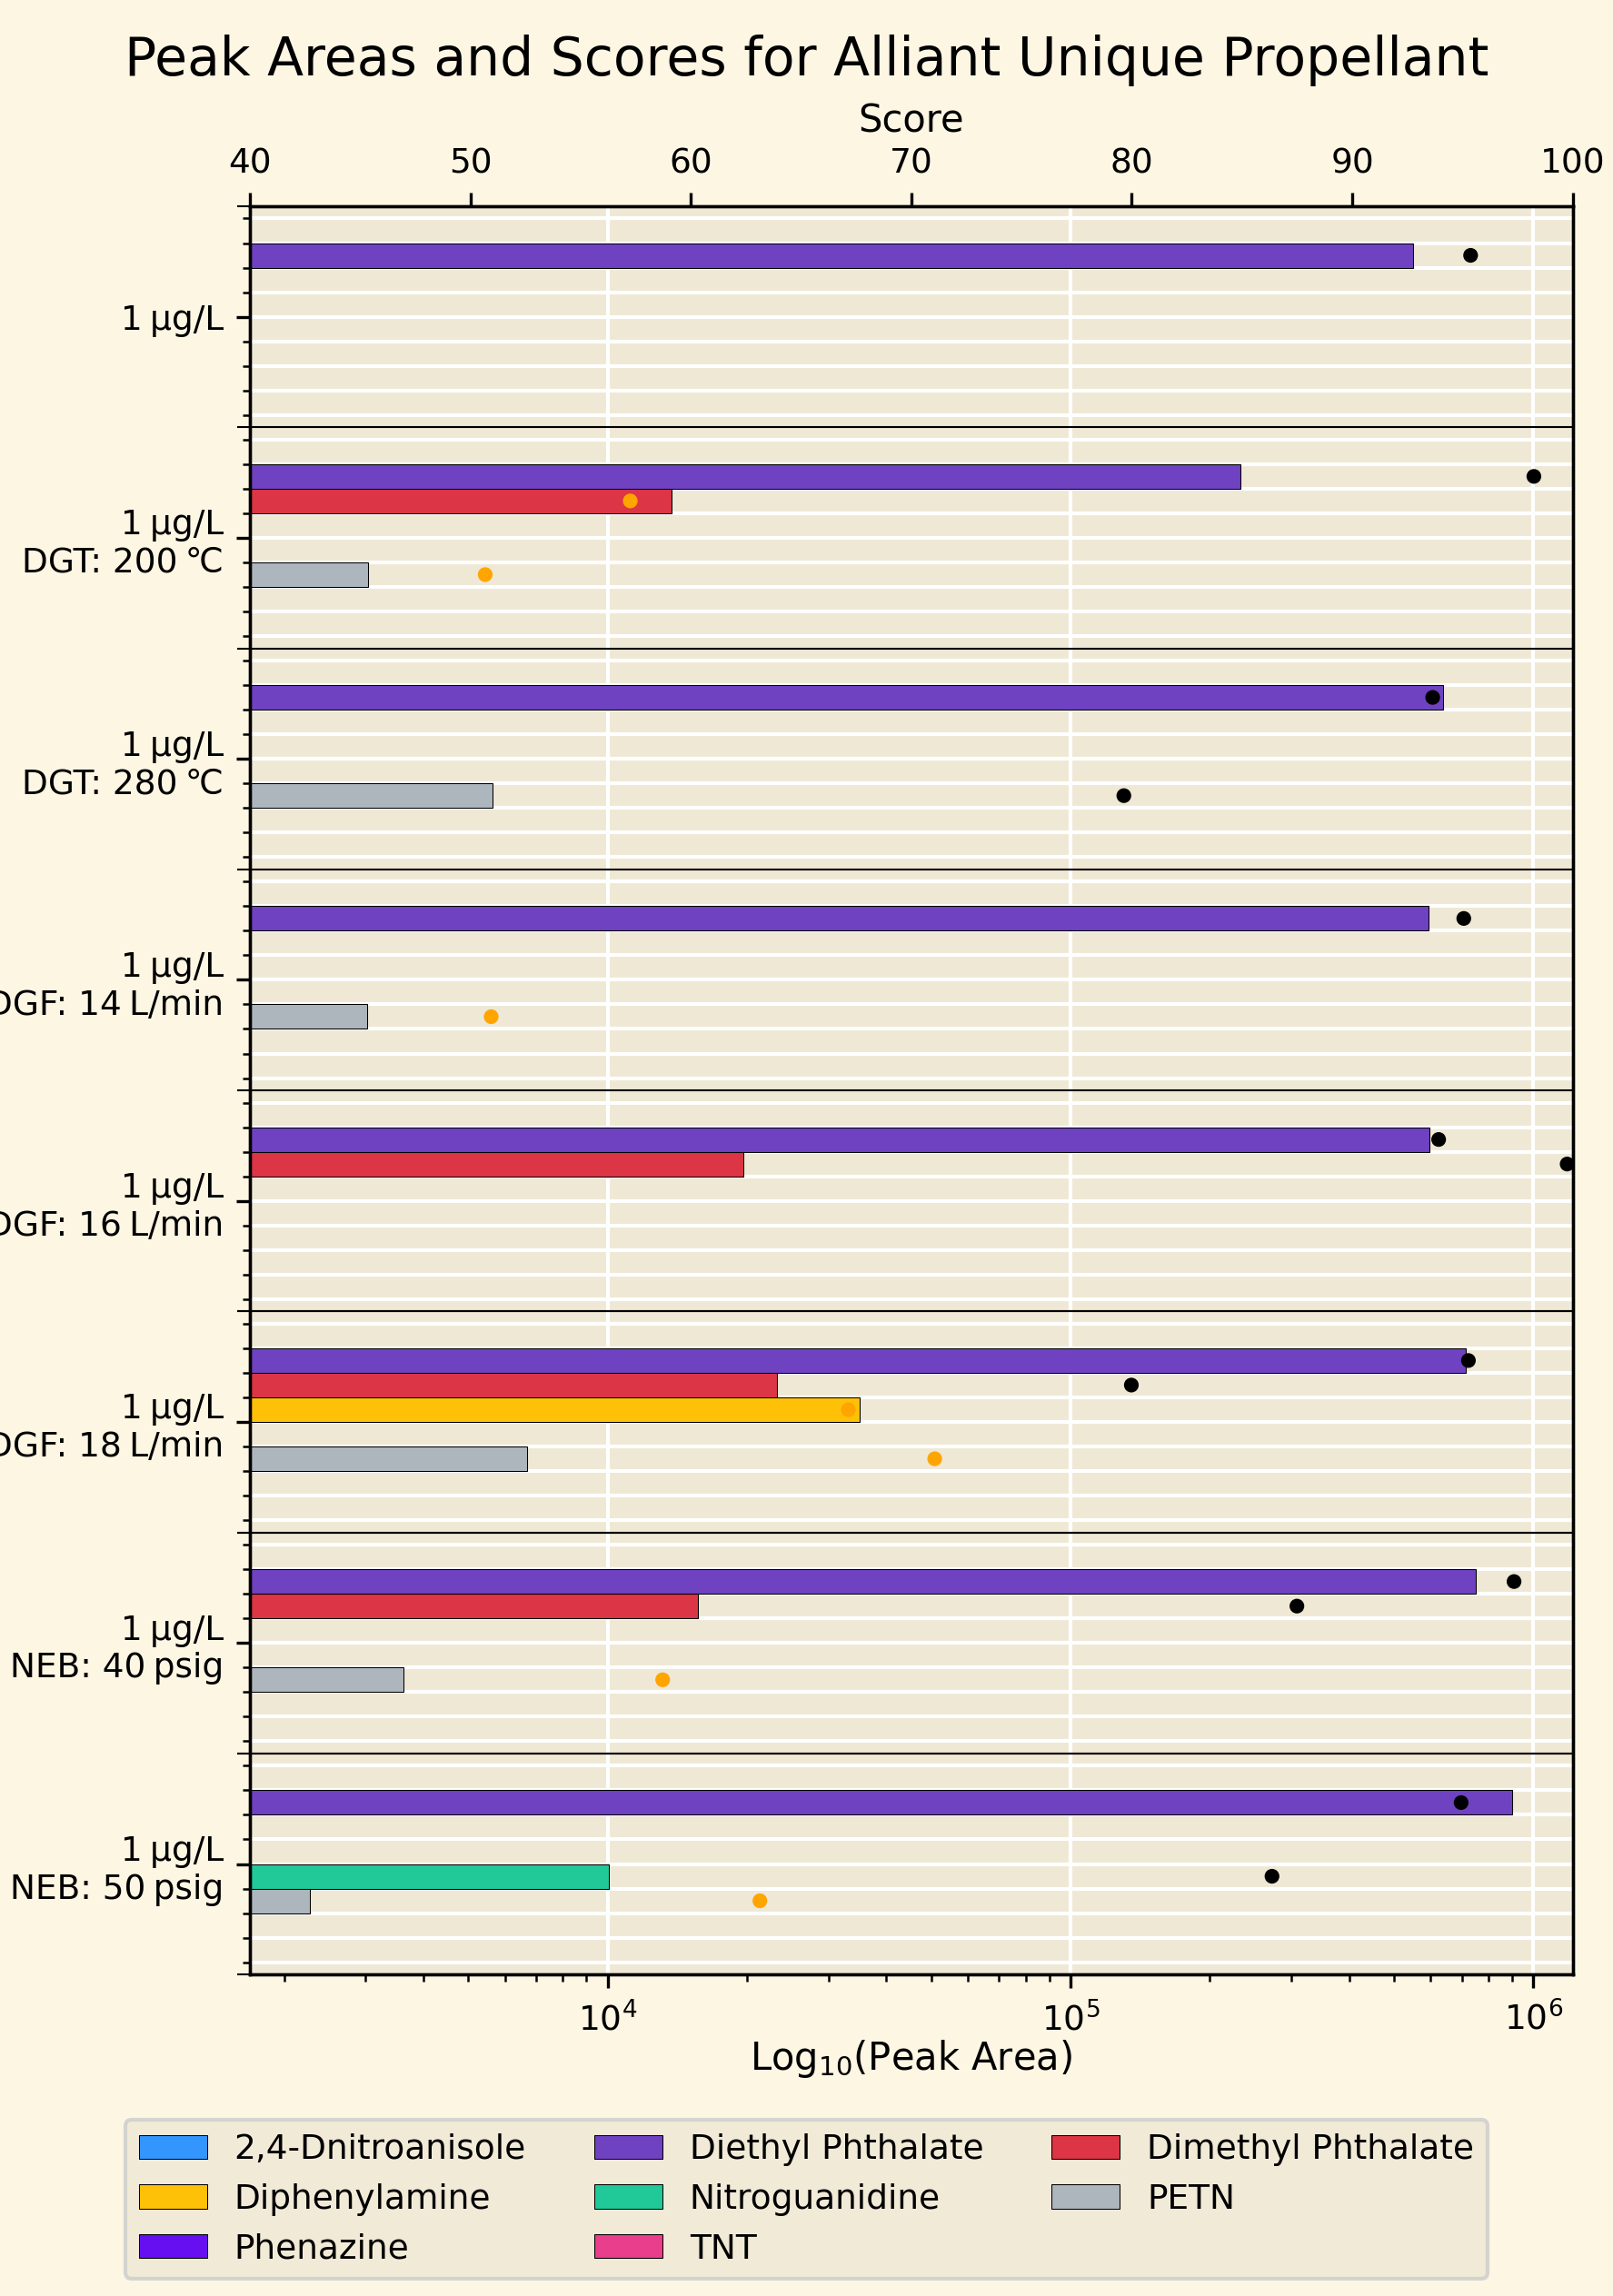 Peak Areas and Scores for Alliant Unique Propellant
Score
40 50 60 70 80 90 100
1 µg/L
1 µg/L
DGT: 200 °C
1 µg/L
DGT: 280 °C
1 µg/L
DGF: 14 L/min
1 µg/L
DGF: 16 L/min
1 µg/L
DGF: 18 L/min
1 µg/L
NEB: 40 psig
1 µg/L
NEB: 50 psig
10⁴ 10⁵ 10⁶
Log₁₀(Peak Area)
2,4-Dnitroanisole Diethyl Phthalate Dimethyl Phthalate
Diphenylamine Nitroguanidine PETN
Phenazine TNT